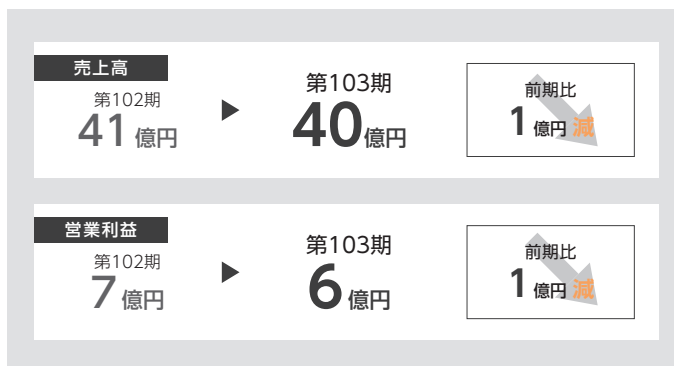 売上高
第102期
41億円
▶
第103期
40億円
前期比
1億円減
営業利益
第102期
7億円
▶
第103期
6億円
前期比
1億円減